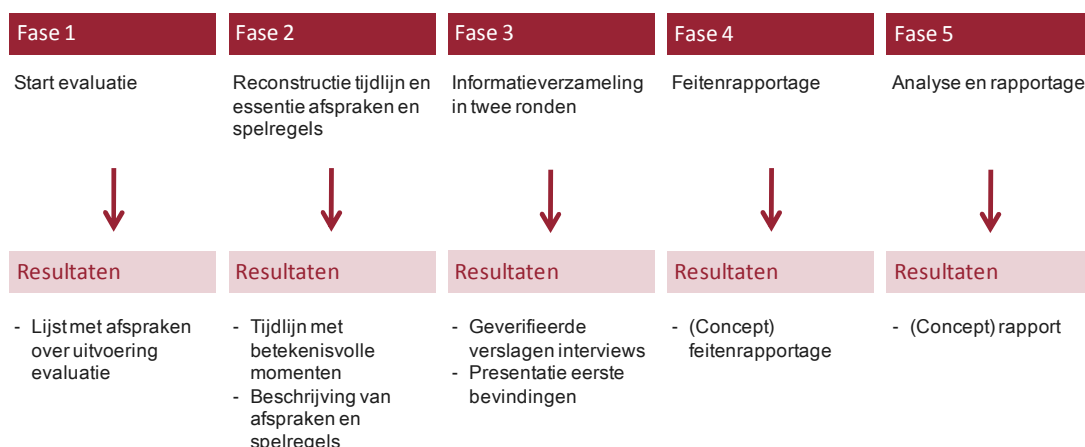 Fase 1
Start evaluatie
Resultaten
- Lijst met afspraken
over uitvoering
evaluatie
Fase 2
Reconstructie tijdlijn en
essentie afspraken en
spelregels
Resultaten
- Tijdlijn met
betekenisvolle
momenten
- Beschrijving van
afspraken en
spelregels
Fase 3
Informatieverzameling
in twee ronden
Resultaten
- Geverifieerde
verslagen interviews
- Presentatie eerste
bevindingen
Fase 4
Feitenrapportage
Resultaten
- (Concept)
feitenrapportage
Fase 5
Analyse en rapportage
Resultaten
- (Concept) rapport